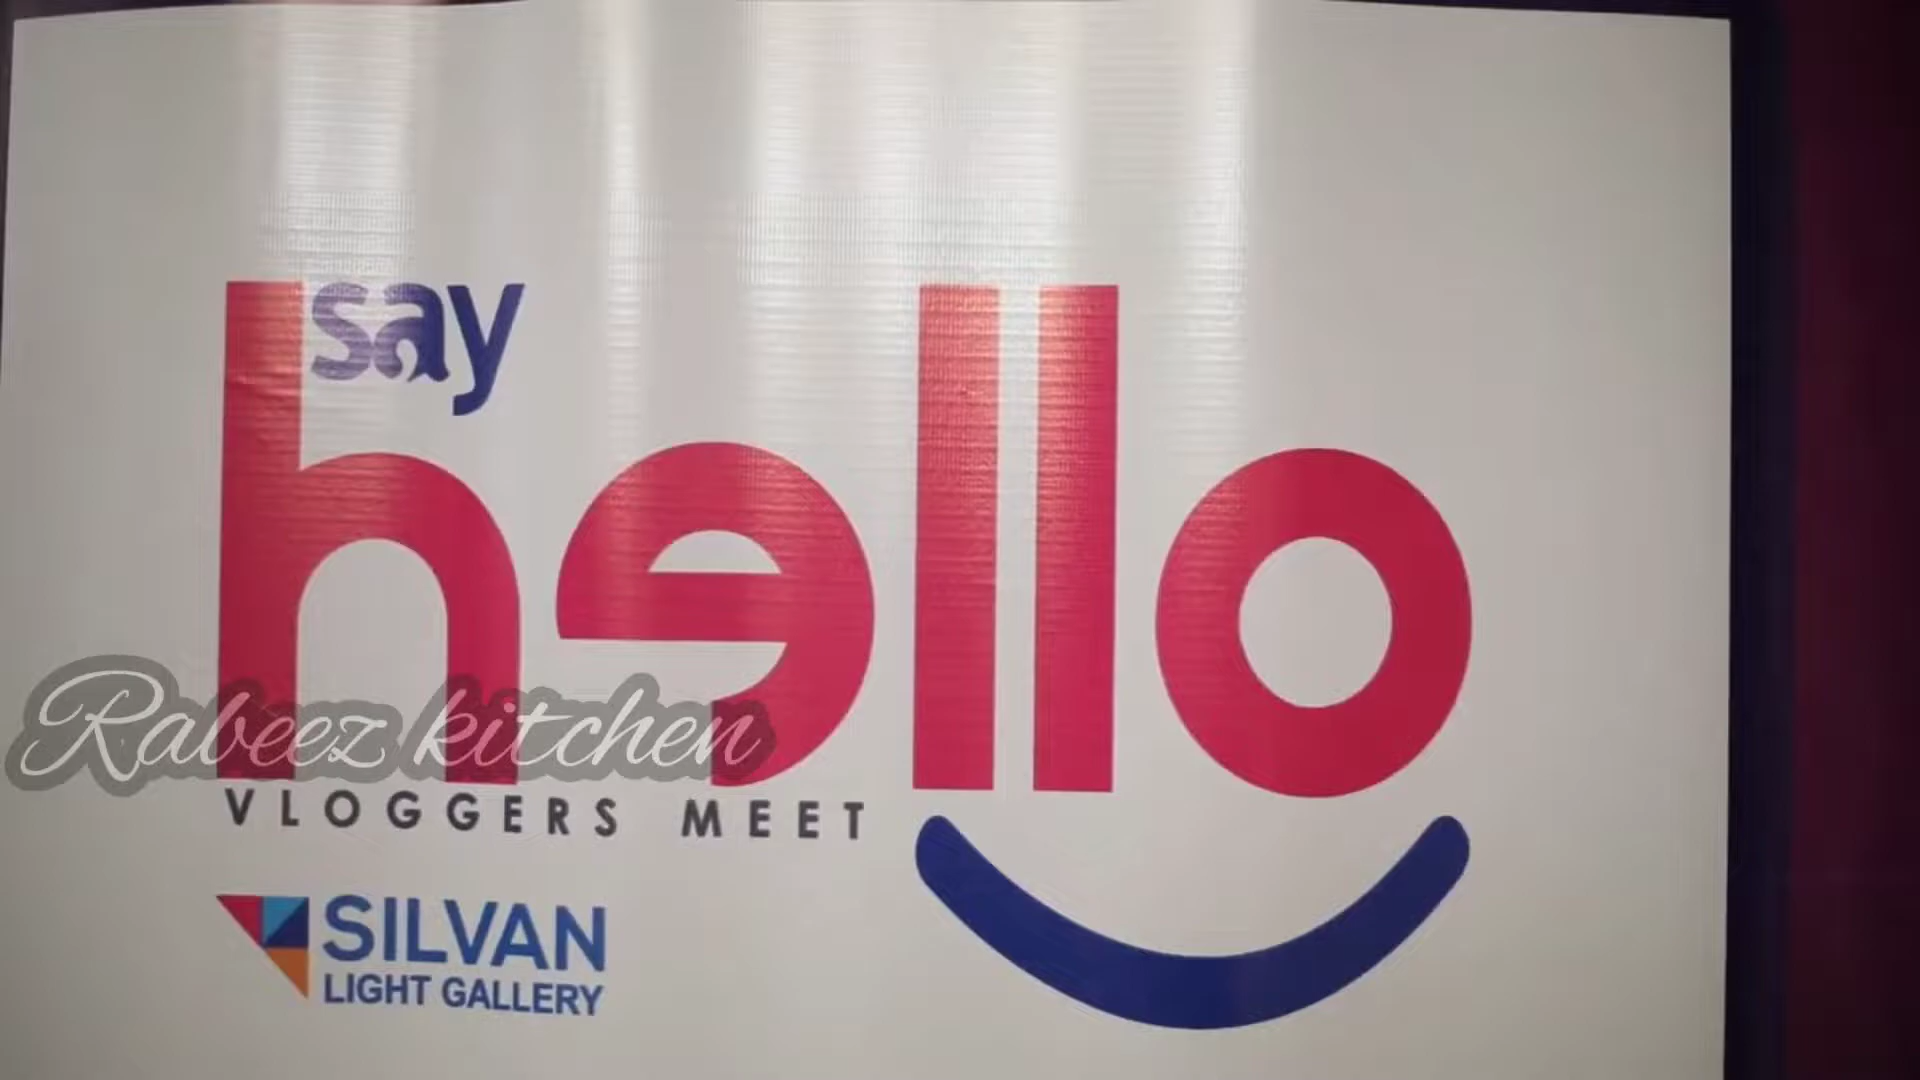 say
hello
Rabeez kitchen
VLOGGERS MEET
SILVAN
LIGHT GALLERY